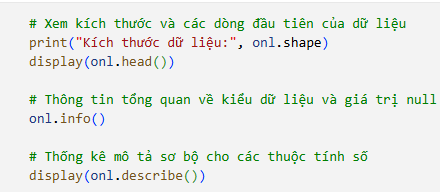 # Xem kích thước và các dòng đầu tiên của dữ liệu
print("Kích thước dữ liệu:", onl.shape)
display(onl.head())
# Thông tin tổng quan về kiểu dữ liệu và giá trị null
onl.info()
# Thống kê mô tả sơ bộ cho các thuộc tính số
display(onl.describe())